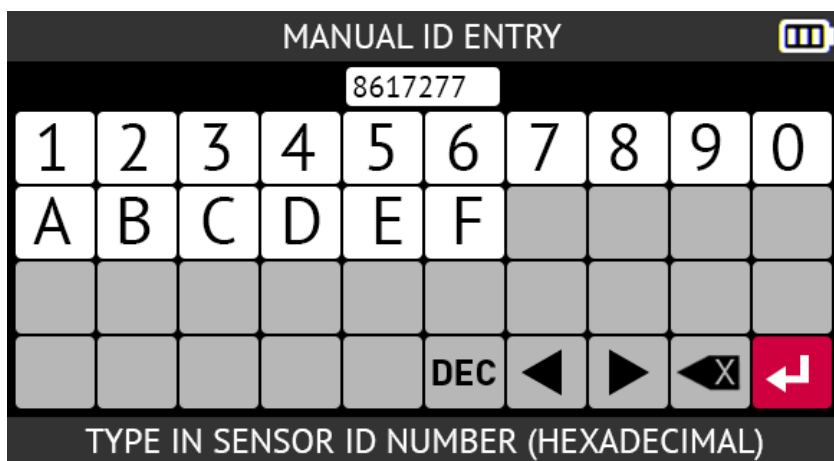 MANUAL ID ENTRY
8617277
1 2 3 4 5 6 7 8 9 0
A B C D E F
DEC X
TYPE IN SENSOR ID NUMBER (HEXADECIMAL)